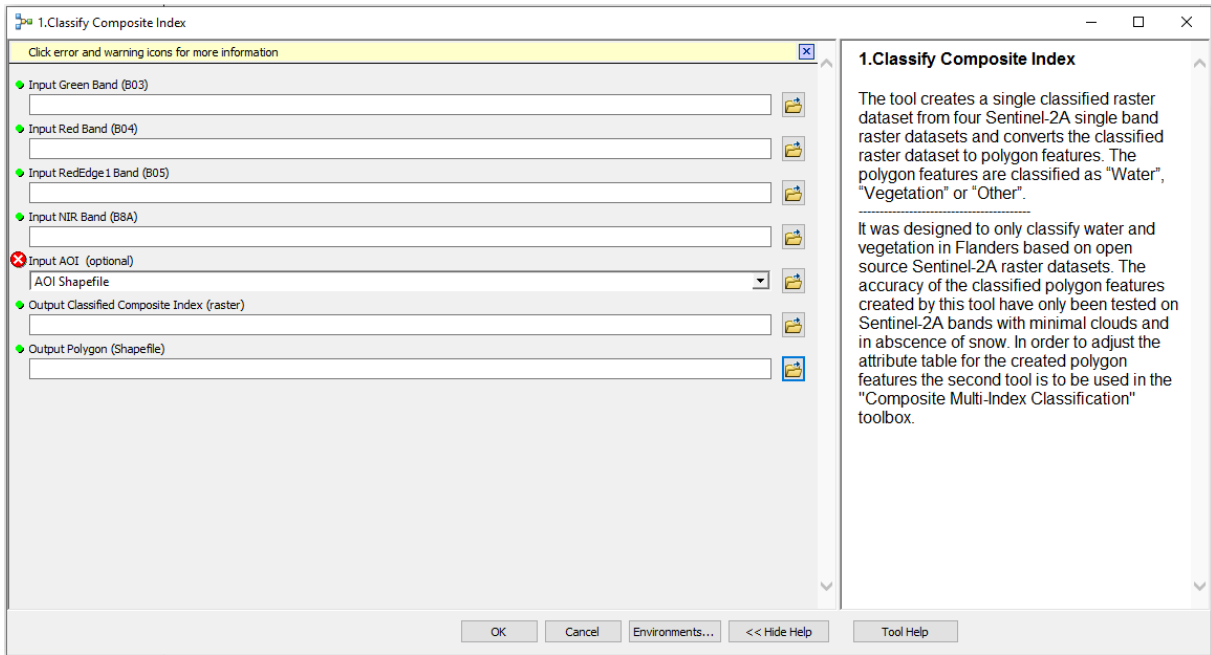 1.Classify Composite Index
Click error and warning icons for more information
Input Green Band (B03)
Input Red Band (B04)
Input RedEdge1 Band (B05)
Input NIR Band (B8A)
Input AOI (optional)
AOI Shapefile
Output Classified Composite Index (raster)
Output Polygon (Shapefile)
OK
Cancel
Environments...
<< Hide Help
1.Classify Composite Index
The tool creates a single classified raster
dataset from four Sentinel-2A single band
raster datasets and converts the classified
raster dataset to polygon features. The
polygon features are classified as “Water”,
“Vegetation” or “Other”.
----------------------------------------
It was designed to only classify water and
vegetation in Flanders based on open
source Sentinel-2A raster datasets. The
accuracy of the classified polygon features
created by this tool have only been tested on
Sentinel-2A bands with minimal clouds and
in abscence of snow. In order to adjust the
attribute table for the created polygon
features the second tool is to be used in the
"Composite Multi-Index Classification"
toolbox.
Tool Help